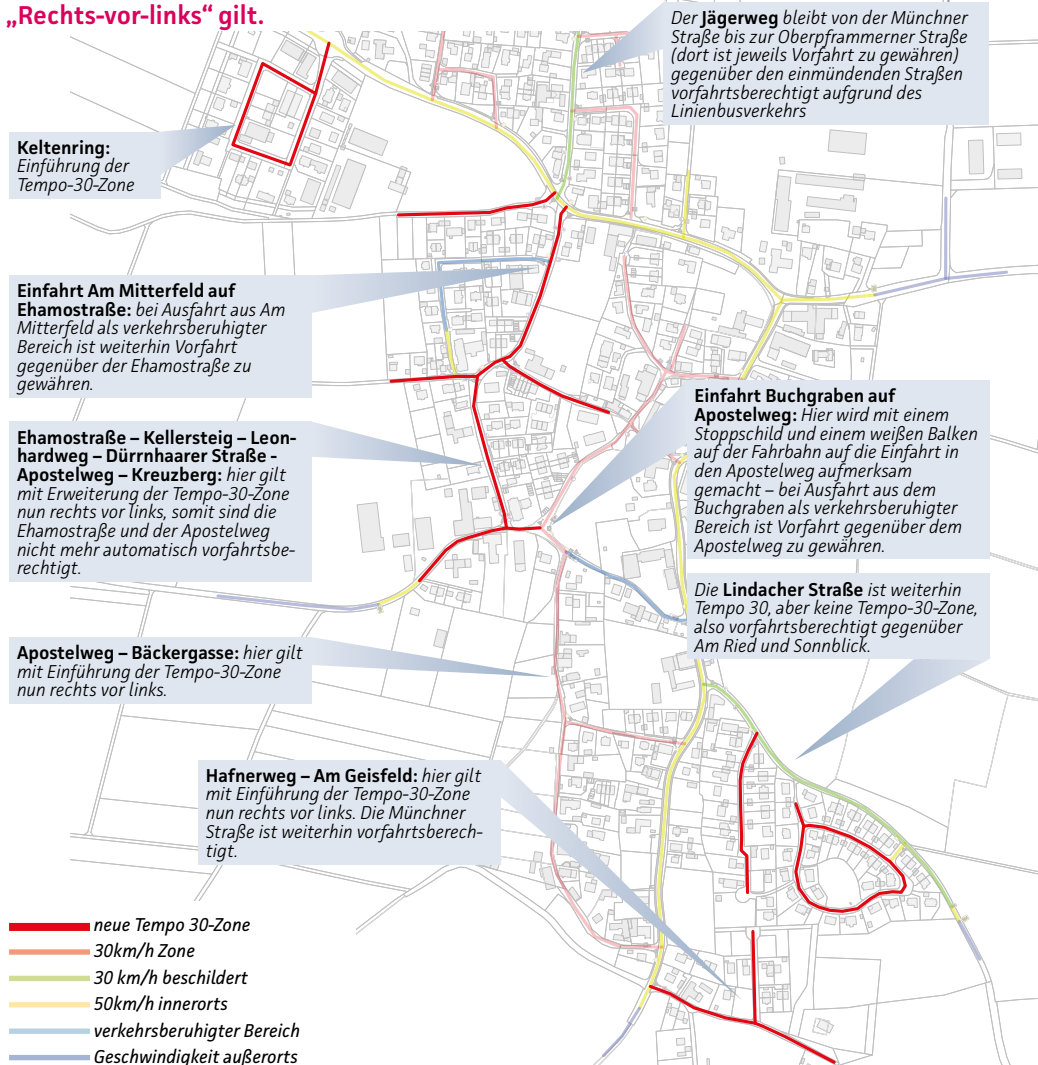 „Rechts-vor-links“ gilt.
Der Jägerweg bleibt von der Münchner
Straße bis zur Oberpframmerner Straße
(dort ist jeweils Vorfahrt zu gewähren)
gegenüber den einmündenden Straßen
vorfahrtsberechtigt aufgrund des
Linienbusverkehrs
Keltenring:
Einführung der
Tempo-30-Zone
Einfahrt Am Mitterfeld auf
Ehamostraße: bei Ausfahrt aus Am
Mitterfeld als verkehrsberuhigter
Bereich ist weiterhin Vorfahrt
gegenüber der Ehamostraße zu
gewähren.
Einfahrt Buchgraben auf
Apostelweg: Hier wird mit einem
Stoppschild und einem weißen Balken
auf der Fahrbahn auf die Einfahrt in
den Apostelweg aufmerksam
gemacht – bei Ausfahrt aus dem
Buchgraben als verkehrsberuhigter
Bereich ist Vorfahrt gegenüber dem
Apostelweg zu gewähren.
Ehamostraße – Kellersteig – Leon-
hardweg – Dürrnhaarer Straße -
Apostelweg – Kreuzberg: hier gilt
mit Erweiterung der Tempo-30-Zone
nun rechts vor links, somit sind die
Ehamostraße und der Apostelweg
nicht mehr automatisch vorfahrtsbe-
rechtigt.
Die Lindacher Straße ist weiterhin
Tempo 30, aber keine Tempo-30-Zone,
also vorfahrtsberechtigt gegenüber
Am Ried und Sonnblick.
Apostelweg – Bäckergasse: hier gilt
mit Einführung der Tempo-30-Zone
nun rechts vor links.
Hafnerweg – Am Geisfeld: hier gilt
mit Einführung der Tempo-30-Zone
nun rechts vor links. Die Münchner
Straße ist weiterhin vorfahrtsberech-
tigt.
neue Tempo 30-Zone
30km/h Zone
30 km/h beschildert
50km/h innerorts
verkehrsberuhigter Bereich
Geschwindigkeit außerorts